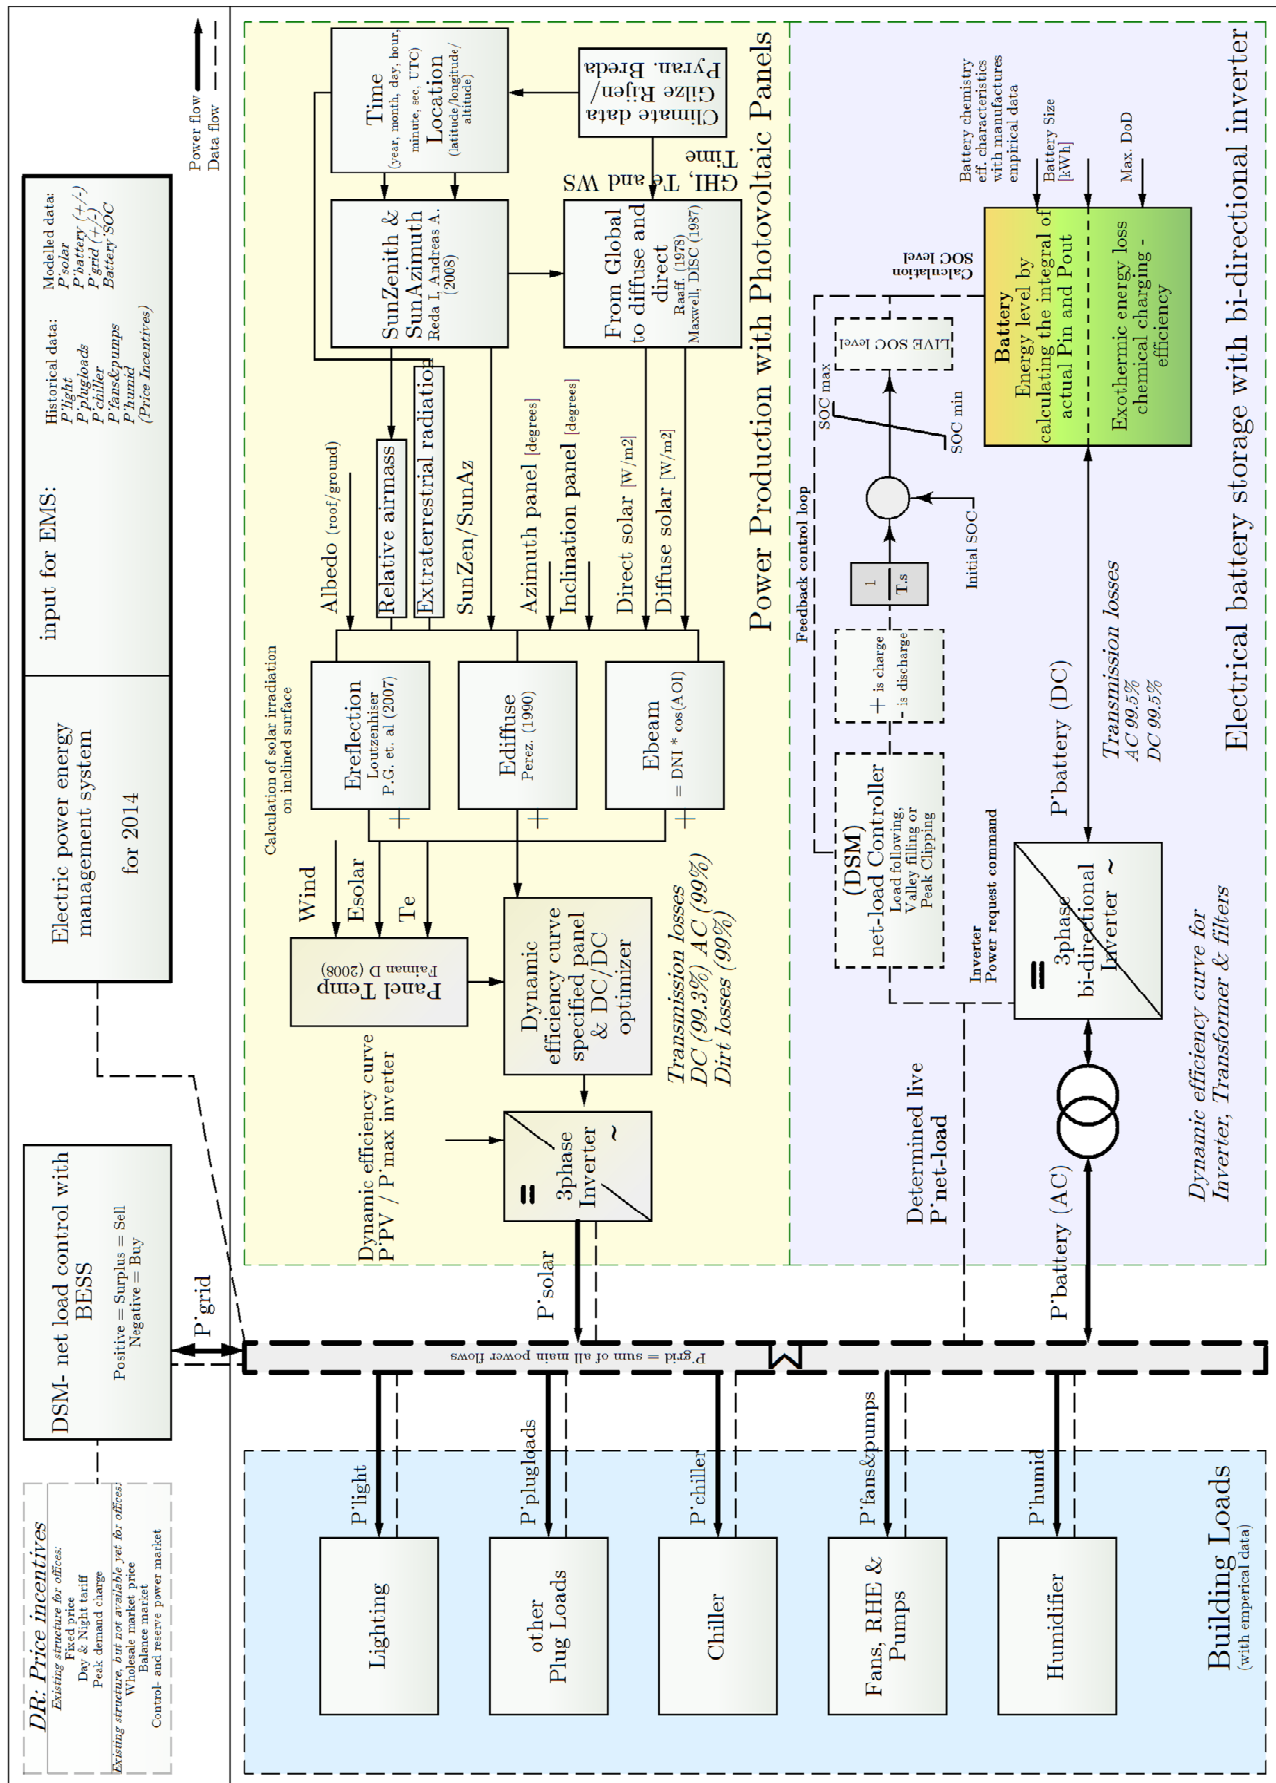 DR: Price incentives
Existing structure for offices:
Fixed price
Day & Night tariff
Peak demand charge
Existing structure, but not available yet for offices:
Wholesale market price
Balance market
Control- and reserve power market
DSM- net load control with
BESS
Positive = Surplus = Sell
Negative = Buy
P˙grid
Electric power energy
management system
for 2014
input for EMS:
Historical data:
P˙light
P˙plugloads
P˙chiller
P˙fans&pumps
P˙humid
(Price Incentives)
Modelled data:
P˙solar
P˙battery (+/-)
P˙grid (+/-)
Battery SOC
Power flow
Data flow
Lighting
other
Plug Loads
Chiller
Fans, RHE &
Pumps
Humidifier
Building Loads
(with emperical data)
P˙light
P˙plugloads
P˙chiller
P˙fans&pumps
P˙humid
P˙grid = sum of all main power flows
P˙solar
Dynamic efficiency curve
P˙PV / P˙max inverter
=
3phase
Inverter
~
Wind
Esolar
Te
Panel Temp
Faiman D (2008)
Dynamic
efficiency curve
specified panel
& DC/DC
optimizer
Transmission losses
DC (99.3%) AC (99%)
Dirt losses (99%)
Calculation of solar irradiation
on inclined surface
Ereflection
Loutzenhiser
P.G. et. al (2007)
+
Ediffuse
Perez. (1990)
+
Ebeam
= DNI * cos(AOI)
+
Albedo (roof/ground)
Relative airmass
Extraterrestrial radiation
SunZen/SunAz
Azimuth panel [degrees]
Inclination panel [degrees]
Direct solar [W/m2]
Diffuse solar [W/m2]
SunZenith &
SunAzimuth
Reda I, Andreas A.
(2008)
From Global
to diffuse and
direct
Raaff. (1978)
Maxwell, DISC (1987)
Time
(year, month, day, hour,
minute, sec, UTC)
Location
(latitude/longitude/
altitude)
Climate data
Gilze Rijen/
Pyran. Breda
GHI, Te and WS
Time
Power Production with Photovoltaic Panels
Determined live
P˙net-load
Feedback control loop
(DSM)
net-load Controller
Load following,
Valley filling or
Peak Clipping
Inverter
Power request command
+ is charge
- is discharge
1
T.s
Initial SOC
SOC max
SOC min
LIVE SOC
level
Calculation
SOC level
Battery
Energy level by
calculating the integral of
actual Pin and Pout
Exothermic energy loss
chemical charging -
efficiency
Battery chemistry
eff. characteristics
with manufactures
empirical data
Battery Size
[kWh]
Max. DoD
P˙battery (AC)
=
3phase
bi-directional
Inverter ~
P˙battery (DC)
Transmission losses
AC 99.5%
DC 99.5%
Dynamic efficiency curve for
Inverter, Transformer & filters
Electrical battery storage with bi-directional inverter